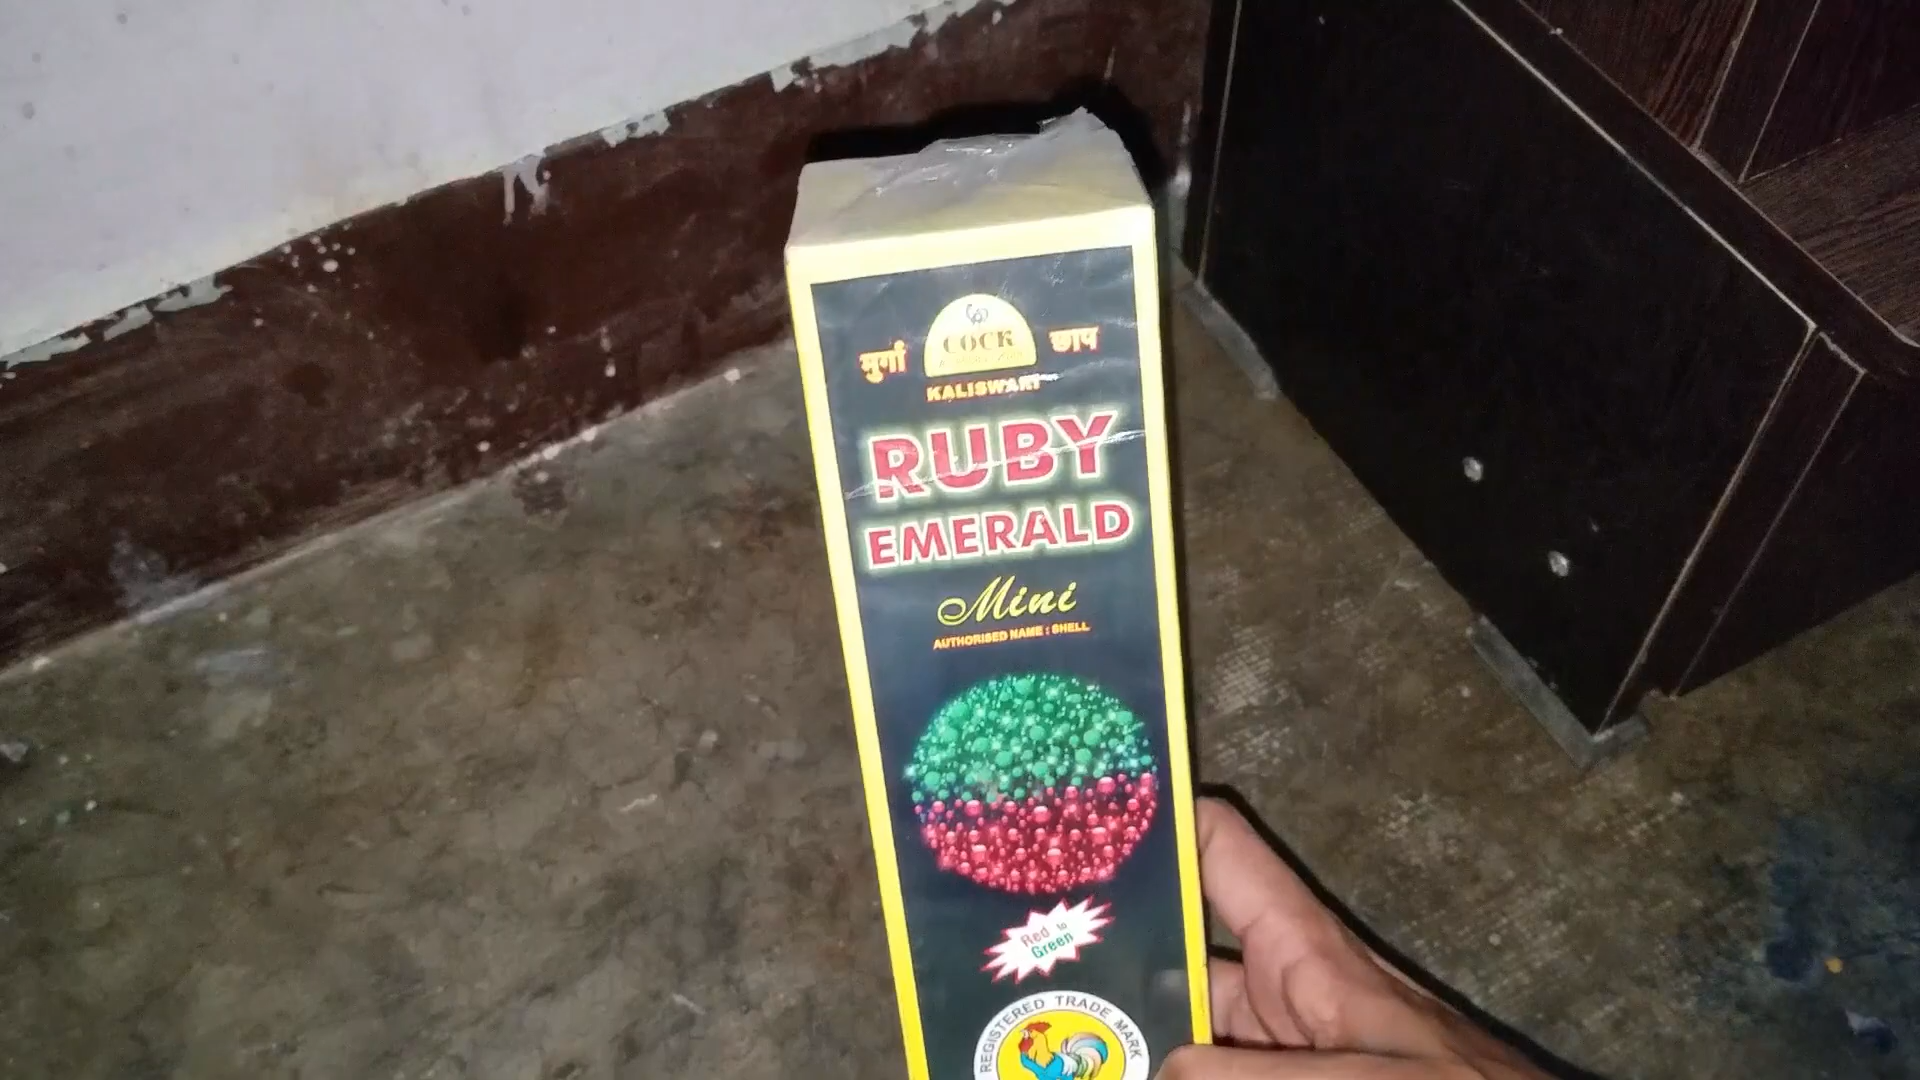 मुर्गा COCK छाप
KALISWARI
RUBY
EMERALD
Mini
AUTHORISED NAME : SHELL
Red to
Green
REGISTERED TRADE MARK